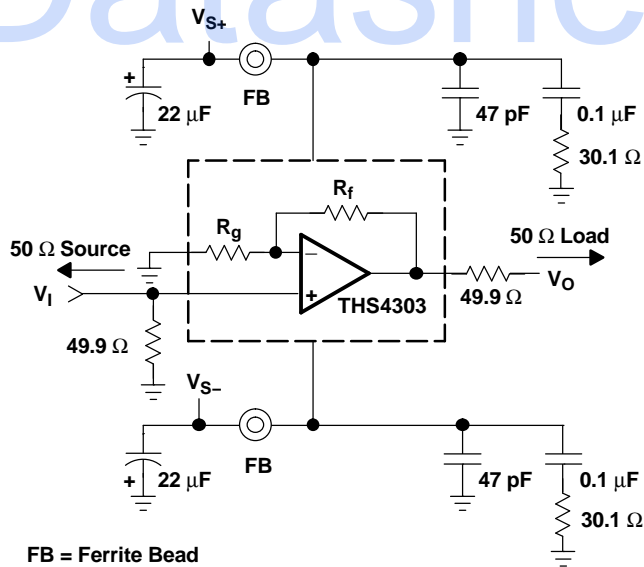 Datashe
VS+
+
FB
22 μF
47 pF
0.1 μF
30.1 Ω
Rf
Rg
50 Ω Source
50 Ω Load
VI
−
+
THS4303
49.9 Ω
VO
49.9 Ω
VS−
+
22 μF
FB
47 pF
0.1 μF
30.1 Ω
FB = Ferrite Bead